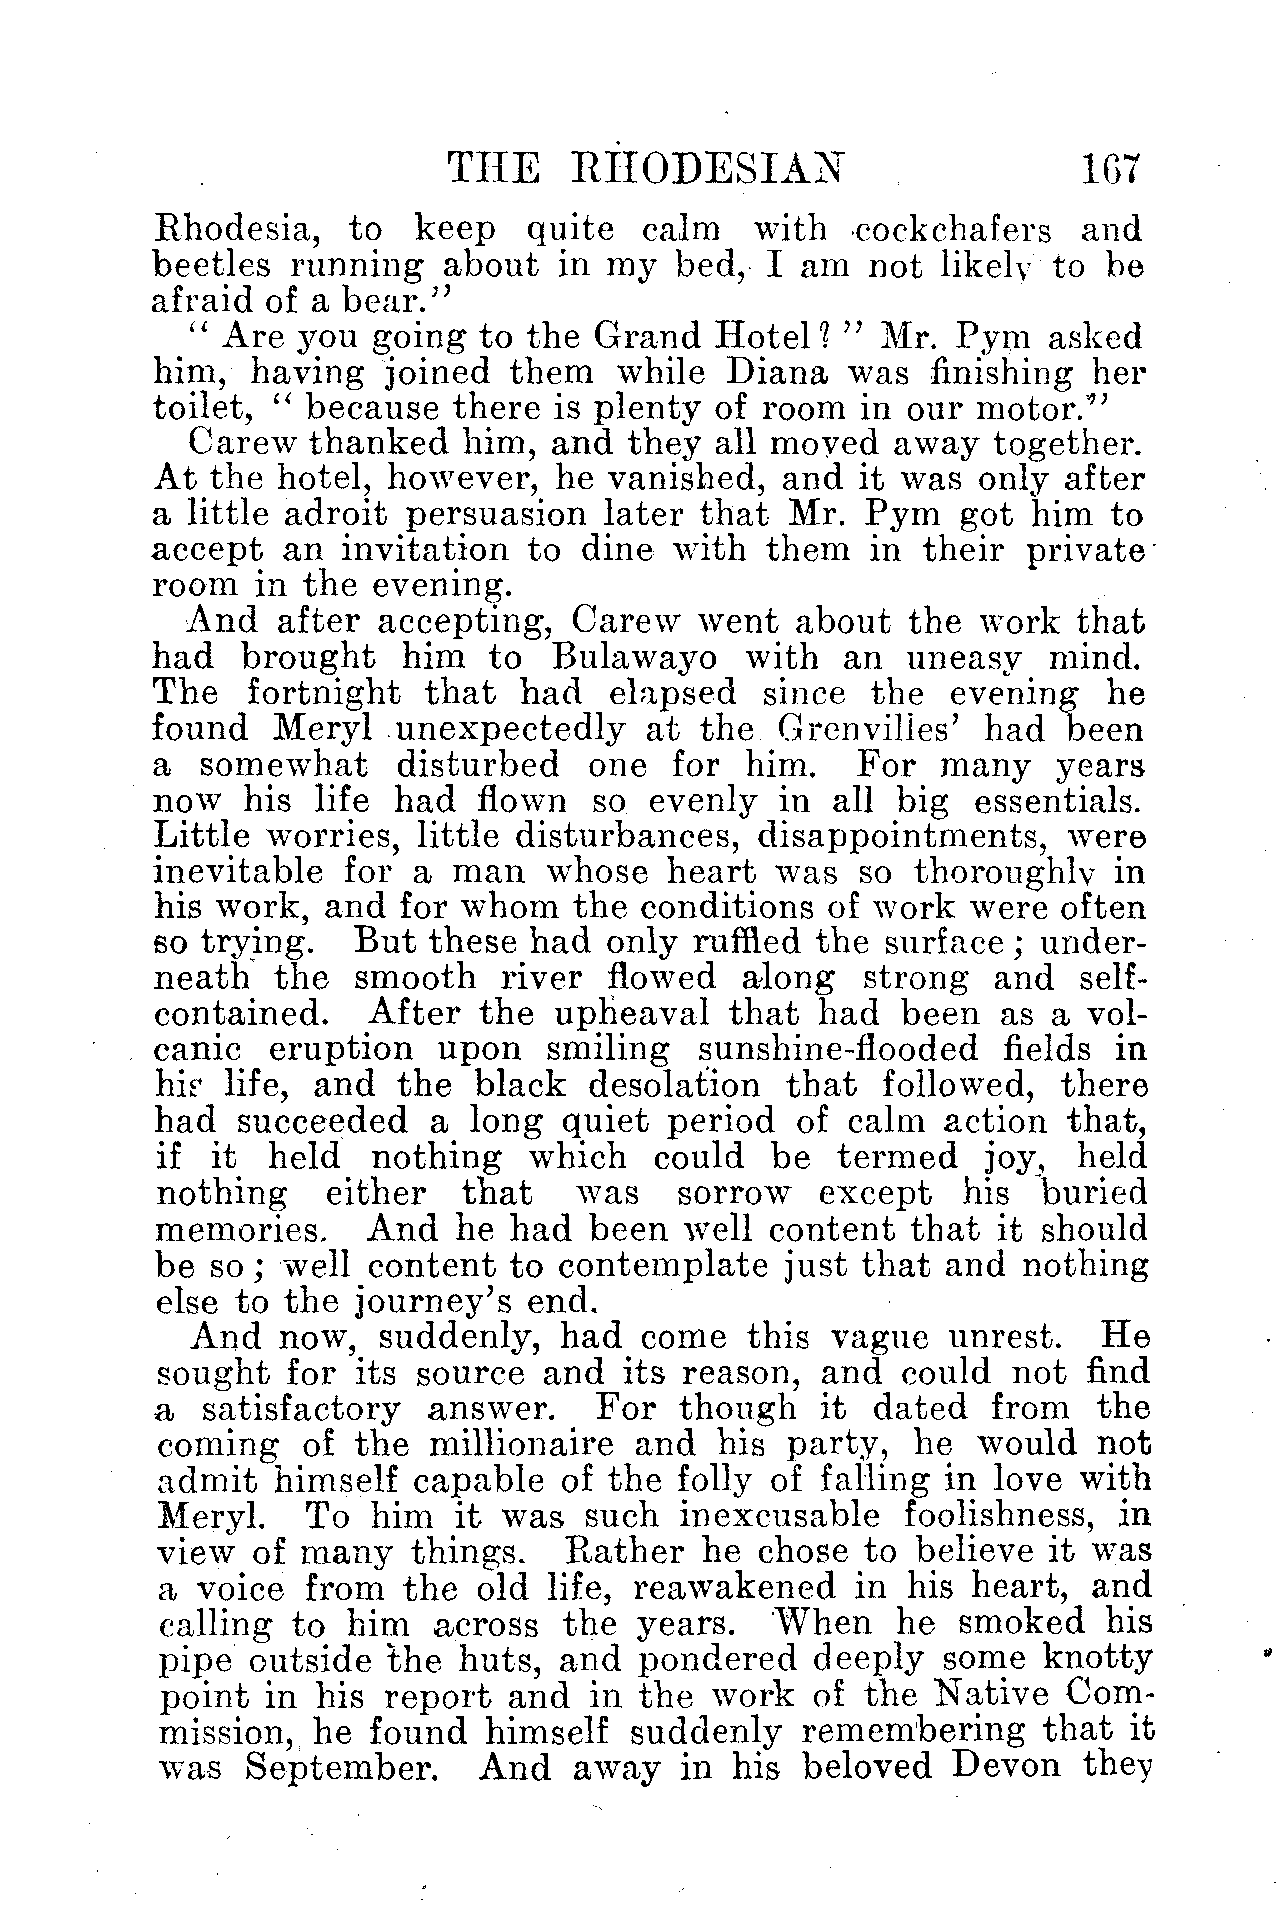 THE RHODESIAN 167
Rhodesia, to keep quite calm with cockchafers and
beetles running about in my bed, I am not likely to be
afraid of a bear."
" Are you going to the Grand Hotel? " Mr. Pym asked
him, having joined them while Diana was finishing her
toilet, " because there is plenty of room in our motor."
Carew thanked him, and they all moved away together.
At the hotel, however, he vanished, and it was only after
a little adroit persuasion later that Mr. Pym got him to
accept an invitation to dine with them in their private
room in the evening.
And after accepting, Carew went about the work that
had brought him to Bulawayo with an uneasy mind.
The fortnight that had elapsed since the evening he
found Meryl unexpectedly at the Grenvilles' had been
a somewhat disturbed one for him. For many years
now his life had flown so evenly in all big essentials.
Little worries, little disturbances, disappointments, were
inevitable for a man whose heart was so thoroughly in
his work, and for whom the conditions of work were often
so trying. But these had only ruffled the surface; under-
neath the smooth river flowed along strong and self-
contained. After the upheaval that had been as a vol-
canic eruption upon smiling sunshine-flooded fields in
his life, and the black desolation that followed, there
had succeeded a long quiet period of calm action that,
if it held nothing which could be termed joy, held
nothing either that was sorrow except his buried
memories. And he had been well content that it should
be so; well content to contemplate just that and nothing
else to the journey's end.
And now, suddenly, had come this vague unrest. He
sought for its source and its reason, and could not find
a satisfactory answer. For though it dated from the
coming of the millionaire and his party, he would not
admit himself capable of the folly of falling in love with
Meryl. To him it was such inexcusable foolishness, in
view of many things. Rather he chose to believe it was
a voice from the old life, reawakened in his heart, and
calling to him across the years. When he smoked his
pipe outside the huts, and pondered deeply some knotty
point in his report and in the work of the Native Com-
mission, he found himself suddenly remembering that it
was September. And away in his beloved Devon they